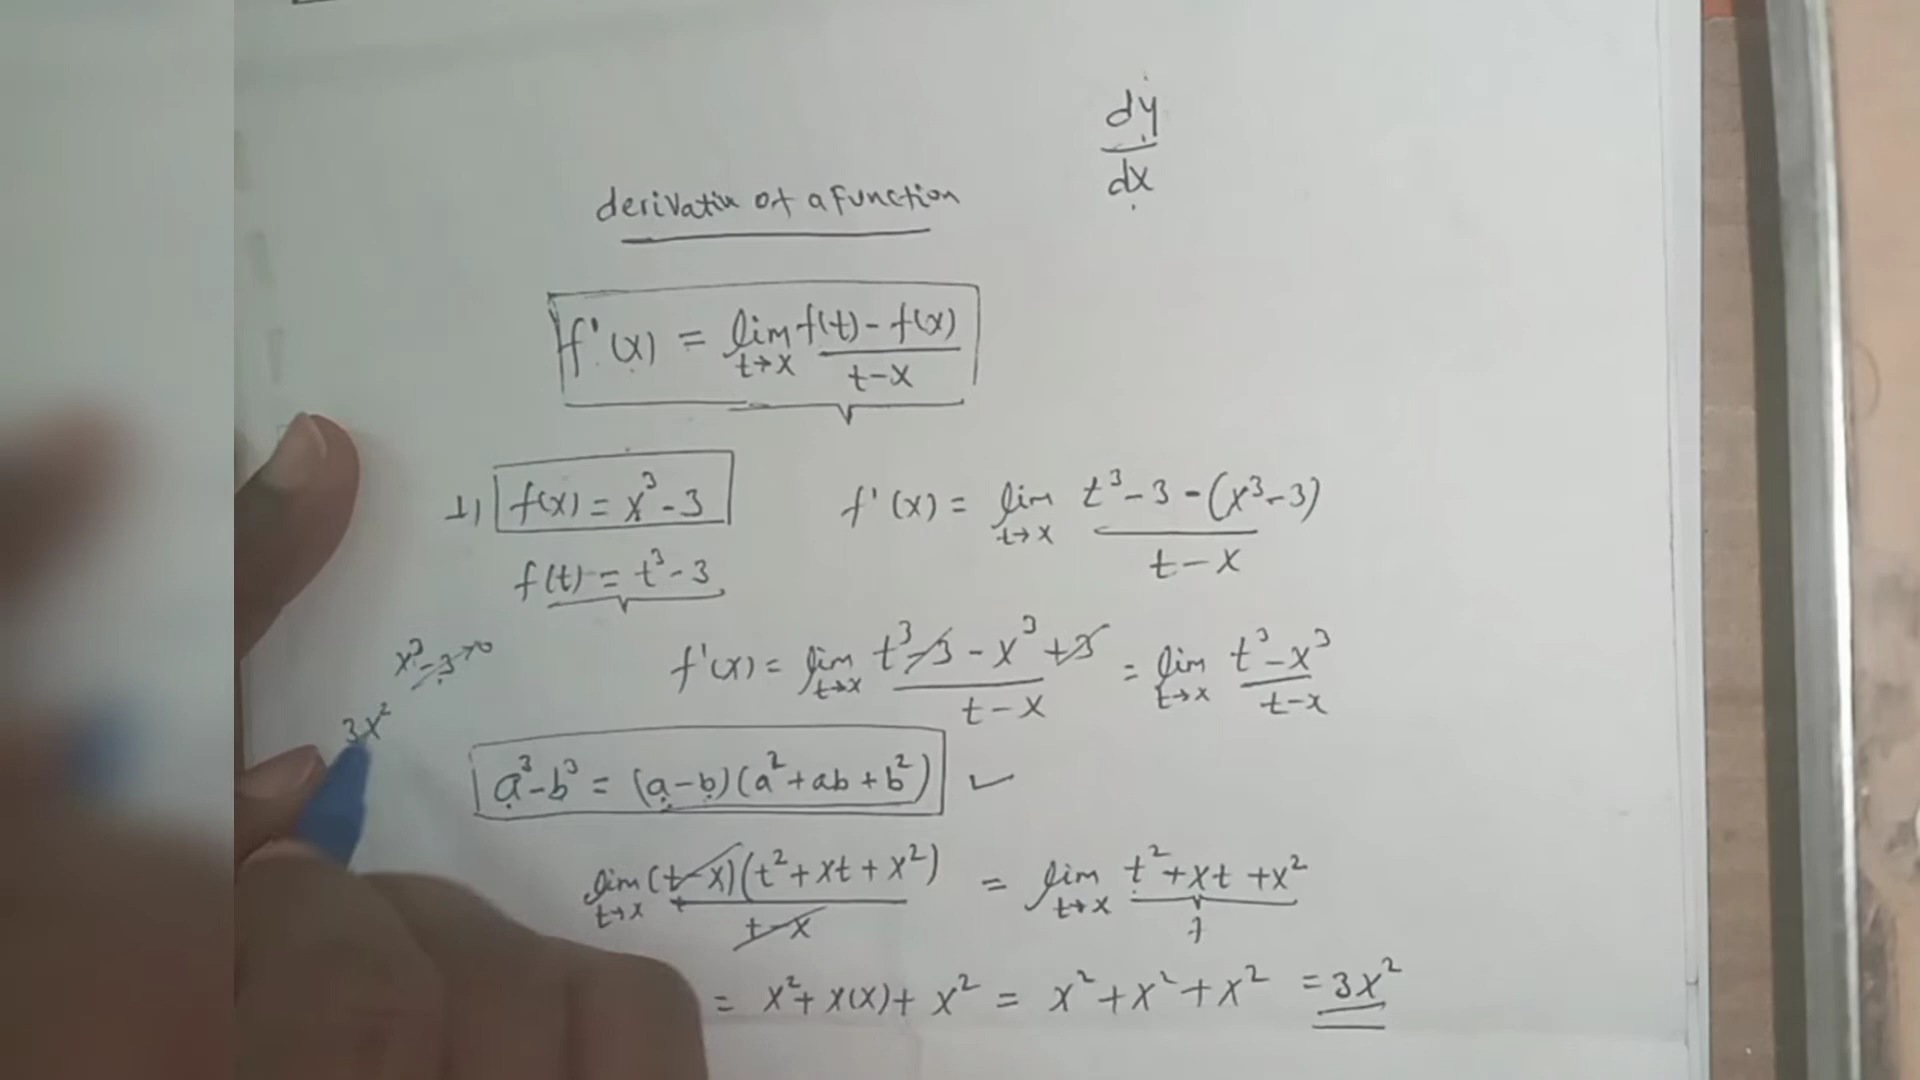 dy
dx
derivative of a function
f'(x) = lim t→x f(t) - f(x) / t-x
1) f(x) = x³ - 3
f'(x) = lim t→x t³ - 3 - (x³ - 3) / t - x
f(t) = t³ - 3
x³ - 3 → 0
f'(x) = lim t→x t³ - 3 - x³ + 3 / t - x = lim t→x t³ - x³ / t - x
3x²
a³ - b³ = (a - b)(a² + ab + b²) ✓
lim t→x (t - x)(t² + xt + x²) / t - x = lim t→x t² + xt + x²
= x² + x(x) + x² = x² + x² + x² = 3x²